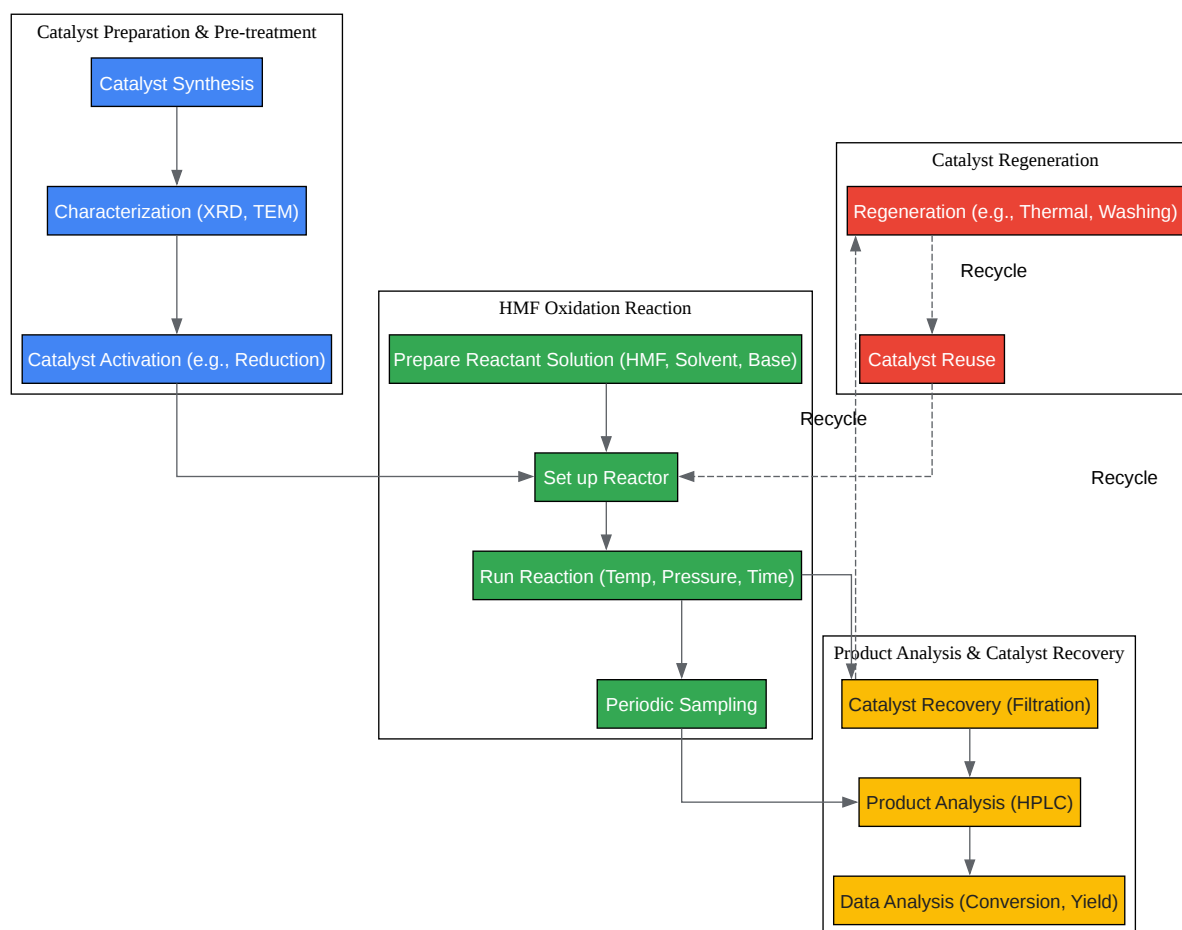 Catalyst Preparation & Pre-treatment
Catalyst Synthesis
Characterization (XRD, TEM)
Catalyst Activation (e.g., Reduction)
HMF Oxidation Reaction
Prepare Reactant Solution (HMF, Solvent, Base)
Set up Reactor
Run Reaction (Temp, Pressure, Time)
Periodic Sampling
Catalyst Regeneration
Regeneration (e.g., Thermal, Washing)
Recycle
Catalyst Reuse
Recycle
Recycle
Product Analysis & Catalyst Recovery
Catalyst Recovery (Filtration)
Product Analysis (HPLC)
Data Analysis (Conversion, Yield)